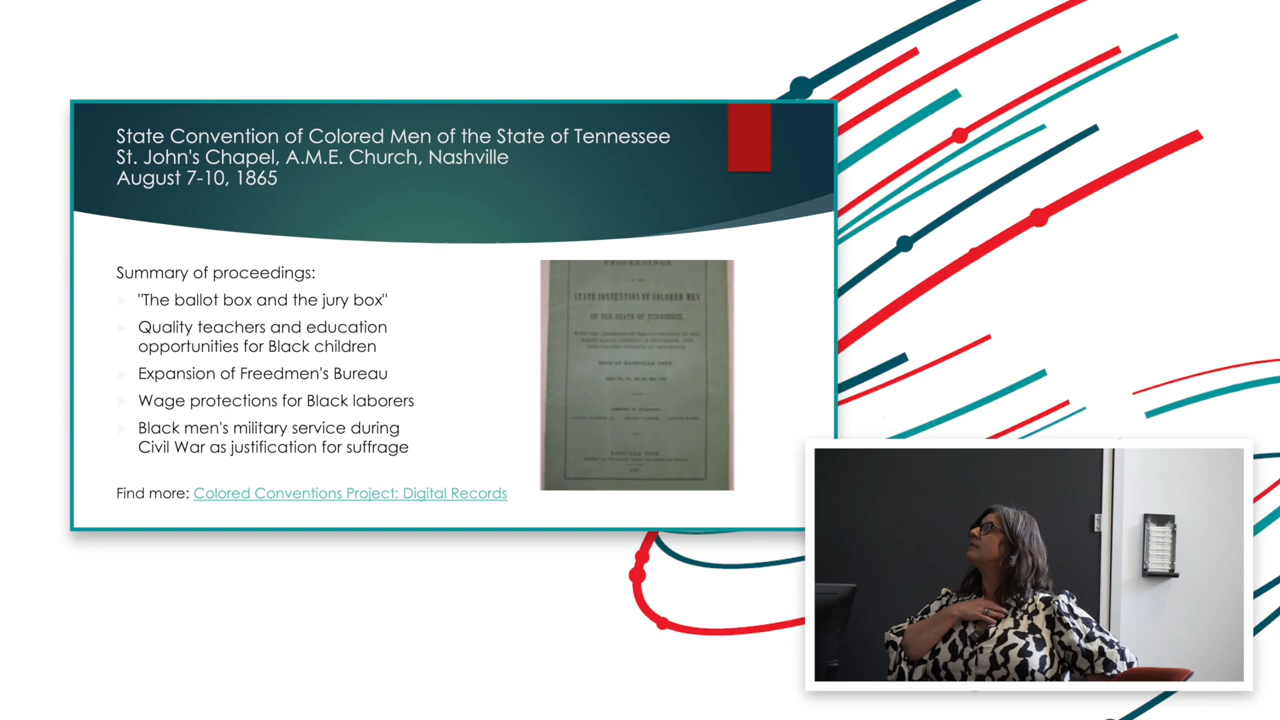 State Convention of Colored Men of the State of Tennessee
St. John's Chapel, A.M.E. Church, Nashville
August 7-10, 1865
Summary of proceedings:
"The ballot box and the jury box"
Quality teachers and education
opportunities for Black children
Expansion of Freedmen's Bureau
Wage protections for Black laborers
Black men's military service during
Civil War as justification for suffrage
Find more: Colored Conventions Project: Digital Records
PROCEEDINGS
OF THE
STATE CONVENTION OF COLORED MEN
OF THE STATE OF TENNESSEE,